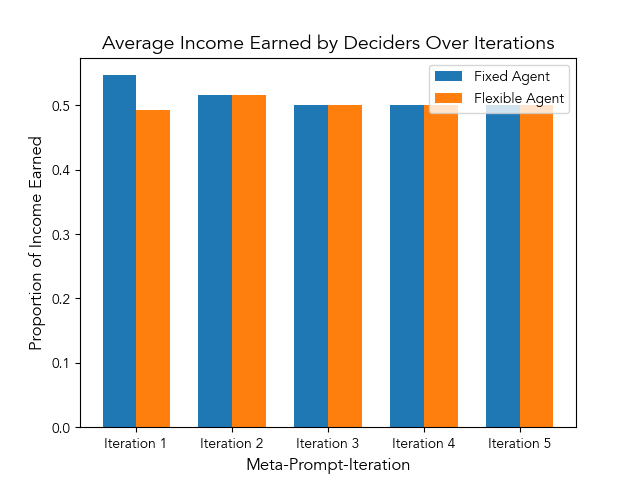 Average Income Earned by Deciders Over Iterations
Fixed Agent
Flexible Agent
Proportion of Income Earned
0.5
0.4
0.3
0.2
0.1
0.0
Iteration 1 Iteration 2 Iteration 3 Iteration 4 Iteration 5
Meta-Prompt-Iteration